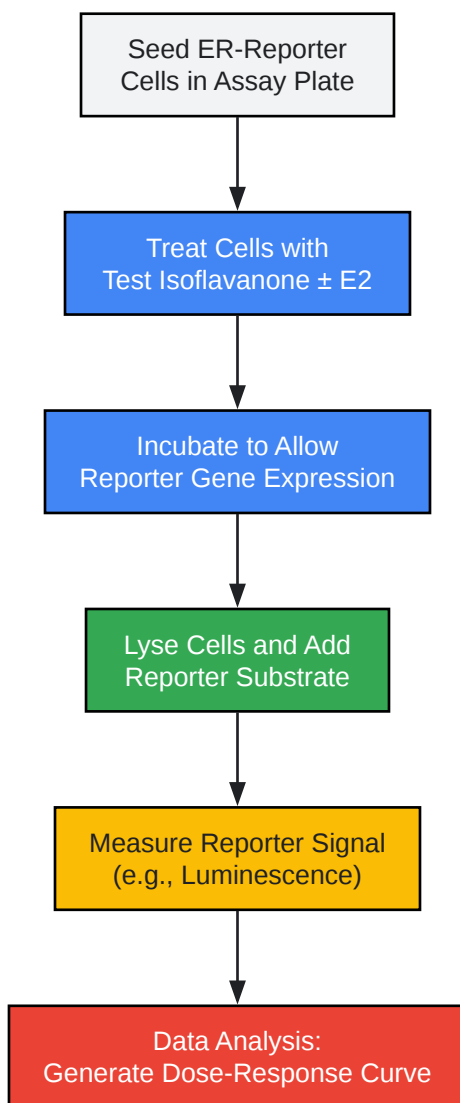 Seed ER-Reporter
Cells in Assay Plate
Treat Cells with
Test Isoflavanone ± E2
Incubate to Allow
Reporter Gene Expression
Lyse Cells and Add
Reporter Substrate
Measure Reporter Signal
(e.g., Luminescence)
Data Analysis:
Generate Dose-Response Curve